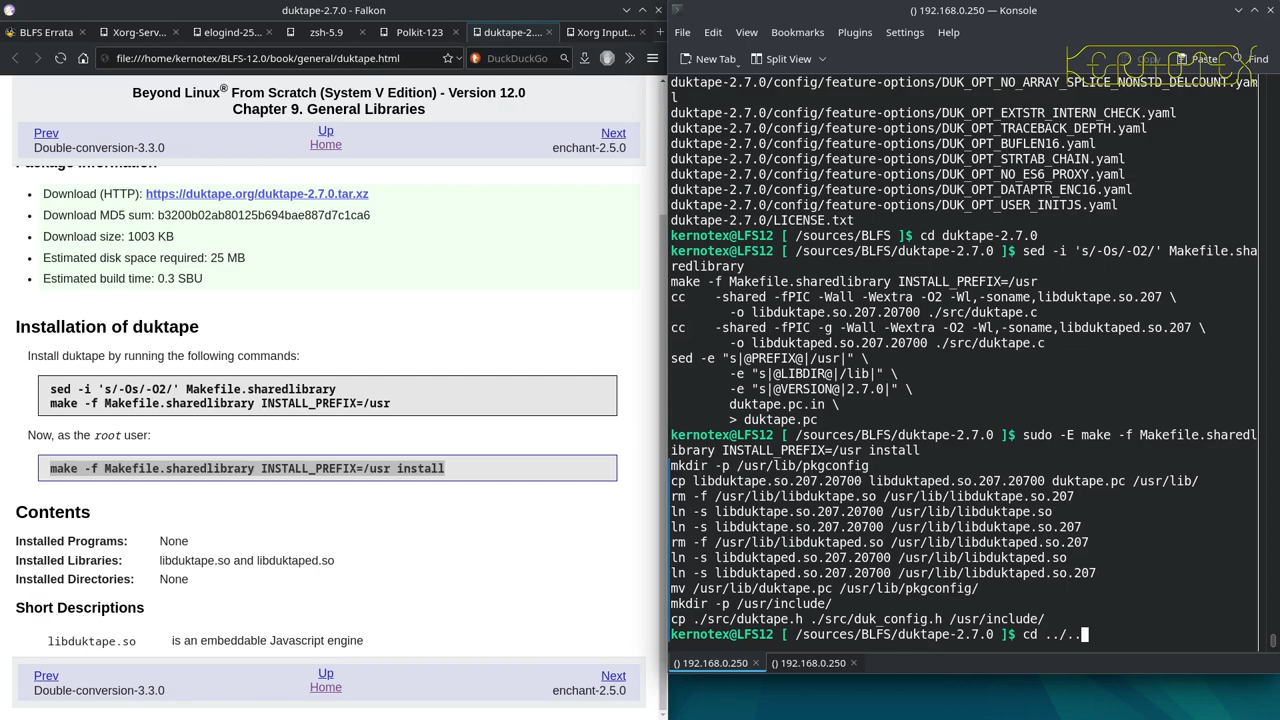 duktape-2.7.0 - Falkon
BLFS Errata
Xorg-Serv...
elogind-25...
zsh-5.9
Polkit-123
duktape-2....
Xorg Input...
file:///home/kernotex/BLFS-12.0/book/general/duktape.html
DuckDuckGo
Beyond Linux® From Scratch (System V Edition) - Version 12.0
Chapter 9. General Libraries
Prev
Up
Next
Double-conversion-3.3.0
Home
enchant-2.5.0
Package Information
Download (HTTP): https://duktape.org/duktape-2.7.0.tar.xz
Download MD5 sum: b3200b02ab80125b694bae887d7c1ca6
Download size: 1003 KB
Estimated disk space required: 25 MB
Estimated build time: 0.3 SBU
Installation of duktape
Install duktape by running the following commands:
sed -i 's/-Os/-O2/' Makefile.sharedlibrary
make -f Makefile.sharedlibrary INSTALL_PREFIX=/usr
Now, as the root user:
make -f Makefile.sharedlibrary INSTALL_PREFIX=/usr install
Contents
Installed Programs: None
Installed Libraries: libduktape.so and libduktaped.so
Installed Directories: None
Short Descriptions
libduktape.so is an embeddable Javascript engine
Prev
Up
Next
Double-conversion-3.3.0
Home
enchant-2.5.0
() 192.168.0.250 — Konsole
File Edit View Bookmarks Plugins Settings Help
New Tab Split View Copy Paste Find
KERNOTEX
duktape-2.7.0/config/feature-options/DUK_OPT_NO_ARRAY_SPLICE_NONSTD_DELCOUNT.yam
l
duktape-2.7.0/config/feature-options/DUK_OPT_EXTSTR_INTERN_CHECK.yaml
duktape-2.7.0/config/feature-options/DUK_OPT_TRACEBACK_DEPTH.yaml
duktape-2.7.0/config/feature-options/DUK_OPT_BUFLEN16.yaml
duktape-2.7.0/config/feature-options/DUK_OPT_STRTAB_CHAIN.yaml
duktape-2.7.0/config/feature-options/DUK_OPT_NO_ES6_PROXY.yaml
duktape-2.7.0/config/feature-options/DUK_OPT_DATAPTR_ENC16.yaml
duktape-2.7.0/config/feature-options/DUK_OPT_USER_INITJS.yaml
duktape-2.7.0/LICENSE.txt
kernotex@LFS12 [ /sources/BLFS ]$ cd duktape-2.7.0
kernotex@LFS12 [ /sources/BLFS/duktape-2.7.0 ]$ sed -i 's/-Os/-O2/' Makefile.sha
redlibrary
make -f Makefile.sharedlibrary INSTALL_PREFIX=/usr
cc -shared -fPIC -Wall -Wextra -O2 -Wl,-soname,libduktape.so.207 \
-o libduktape.so.207.20700 ./src/duktape.c
cc -shared -fPIC -g -Wall -Wextra -O2 -Wl,-soname,libduktaped.so.207 \
-o libduktaped.so.207.20700 ./src/duktape.c
sed -e "s|@PREFIX@|/usr|" \
-e "s|@LIBDIR@|/lib|" \
-e "s|@VERSION@|2.7.0|" \
duktape.pc.in \
> duktape.pc
kernotex@LFS12 [ /sources/BLFS/duktape-2.7.0 ]$ sudo -E make -f Makefile.sharedl
ibrary INSTALL_PREFIX=/usr install
mkdir -p /usr/lib/pkgconfig
cp libduktape.so.207.20700 libduktaped.so.207.20700 duktape.pc /usr/lib/
rm -f /usr/lib/libduktape.so /usr/lib/libduktape.so.207
ln -s libduktape.so.207.20700 /usr/lib/libduktape.so
ln -s libduktape.so.207.20700 /usr/lib/libduktape.so.207
rm -f /usr/lib/libduktaped.so /usr/lib/libduktaped.so.207
ln -s libduktaped.so.207.20700 /usr/lib/libduktaped.so
ln -s libduktaped.so.207.20700 /usr/lib/libduktaped.so.207
mv /usr/lib/duktape.pc /usr/lib/pkgconfig/
mkdir -p /usr/include/
cp ./src/duktape.h ./src/duk_config.h /usr/include/
kernotex@LFS12 [ /sources/BLFS/duktape-2.7.0 ]$ cd ../..
() 192.168.0.250
() 192.168.0.250